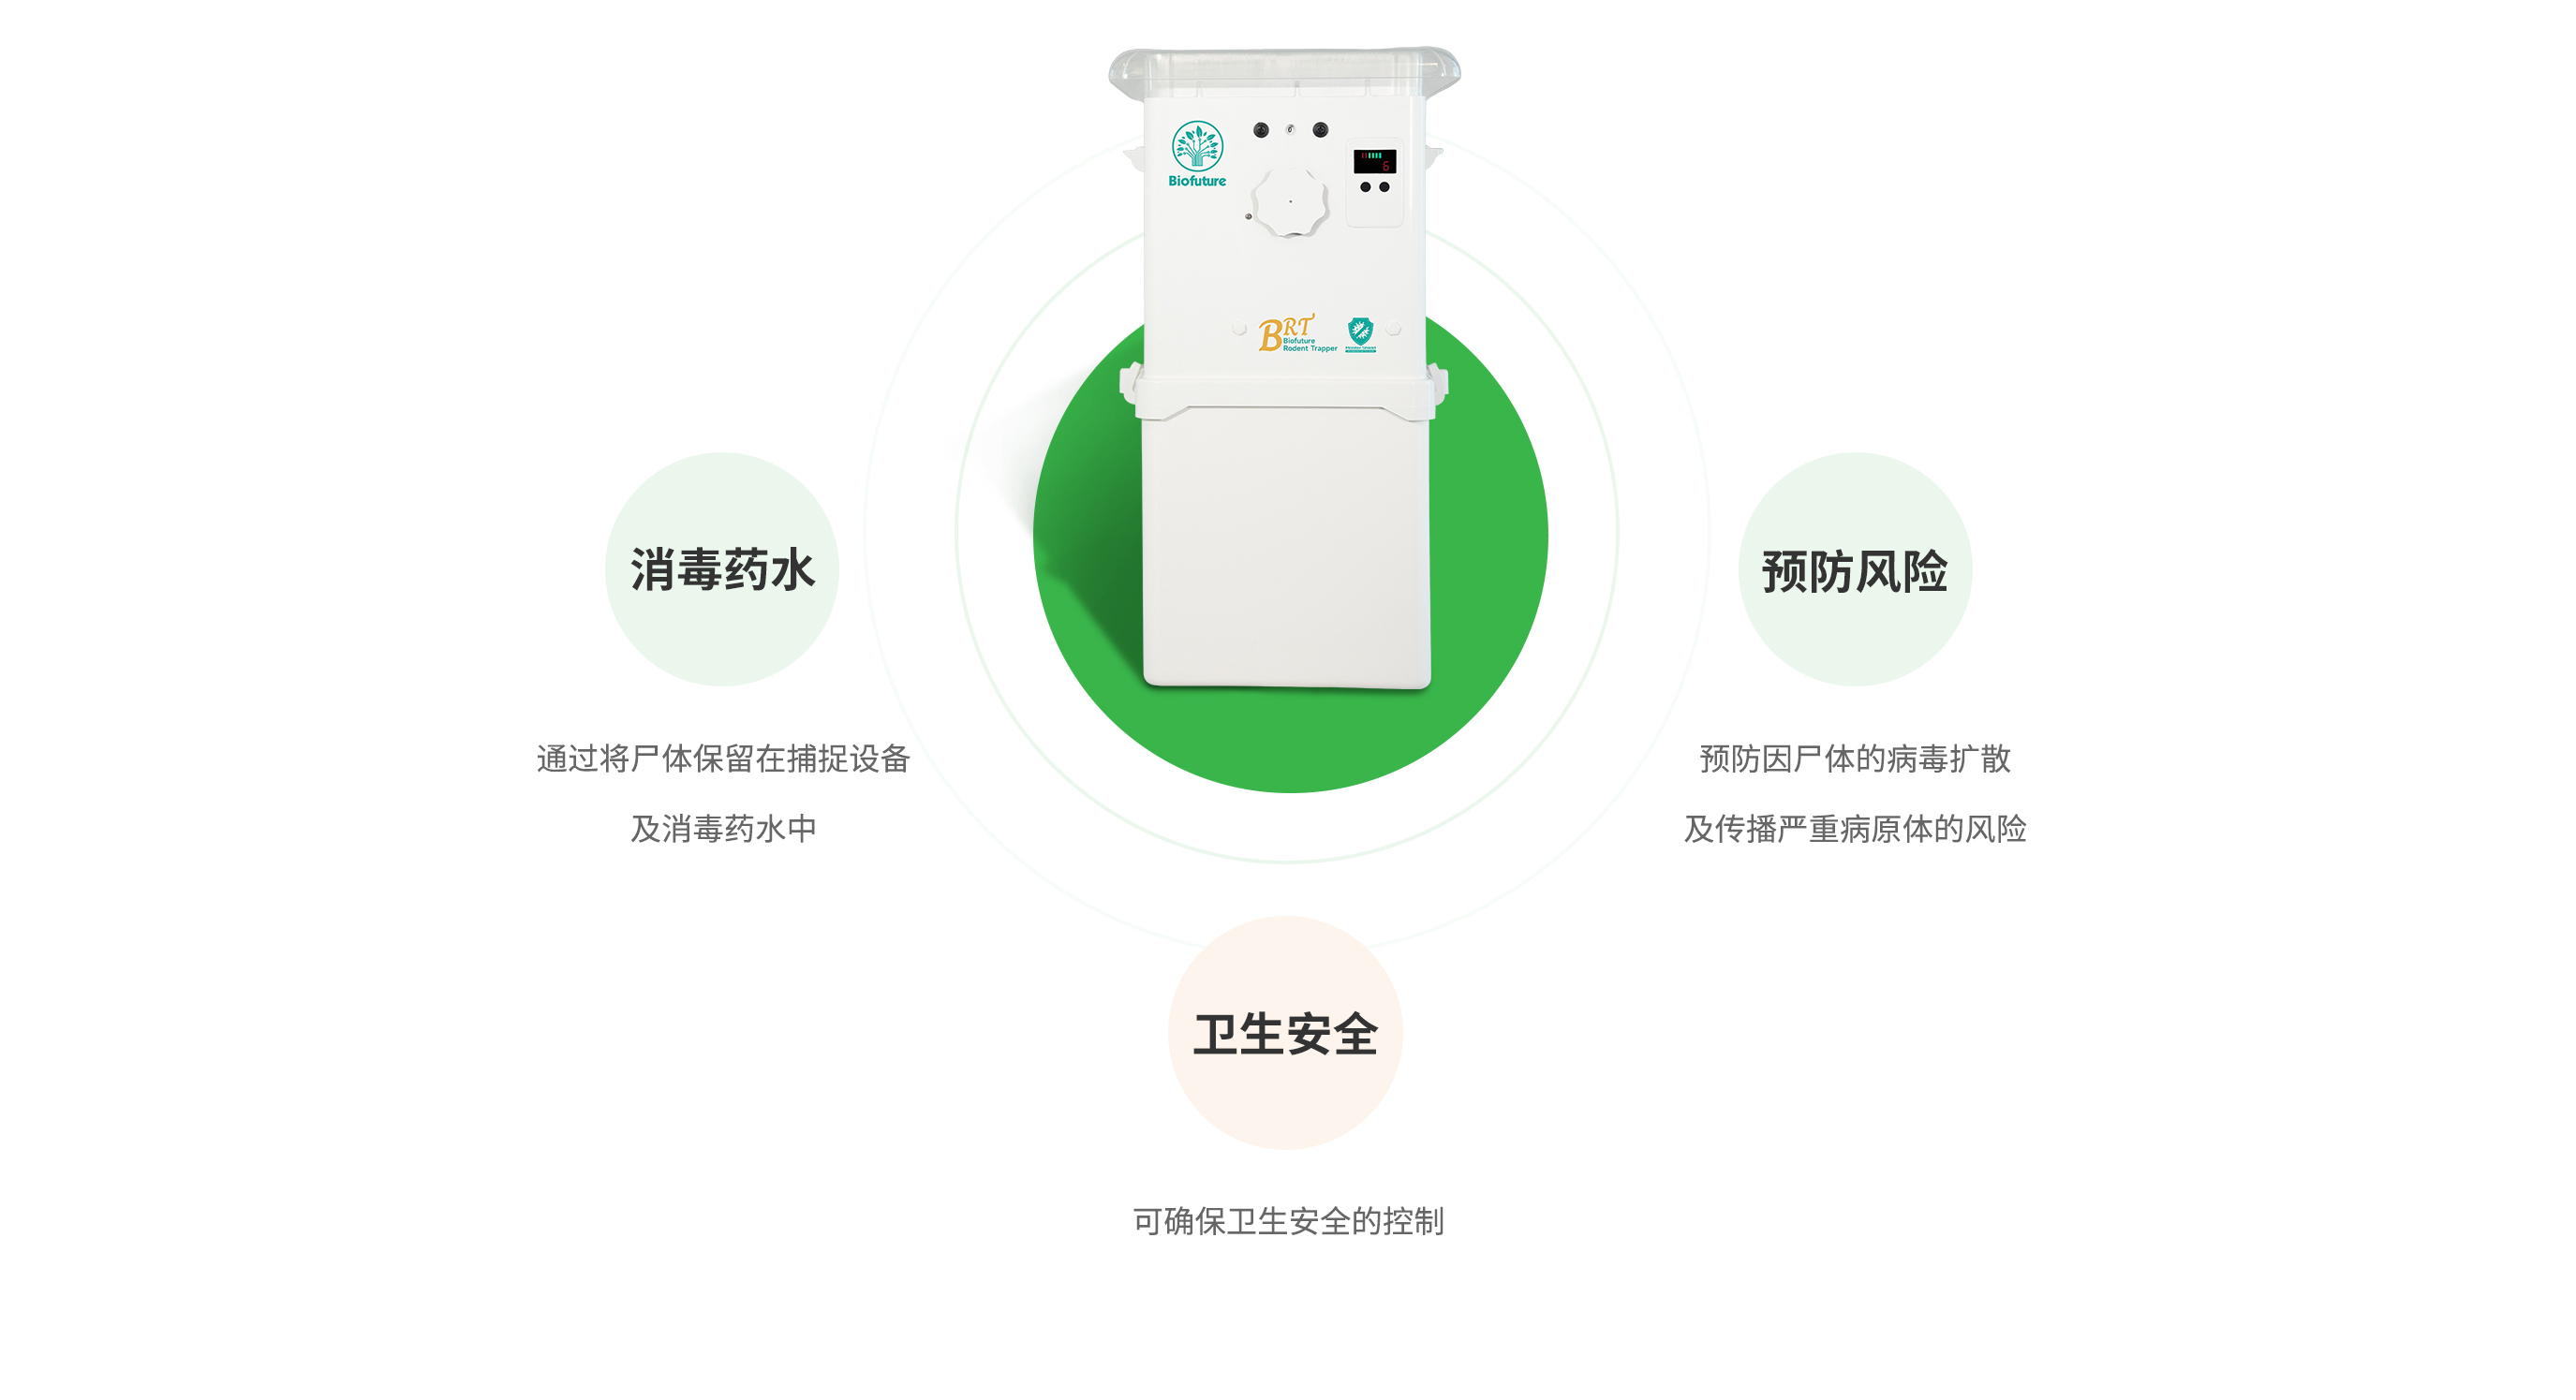 Biofuture
6
BRT
Biofuture
Rodent Trapper
消毒药水
通过将尸体保留在捕捉设备
及消毒药水中
预防风险
预防因尸体的病毒扩散
及传播严重病原体的风险
卫生安全
可确保卫生安全的控制